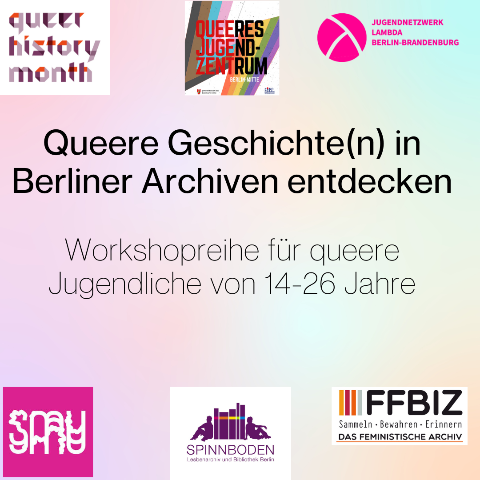 queer
history
month
QUEERES
JUGEND-
ZENTRUM
BERLIN MITTE
JUGENDNETZWERK
LAMBDA
BERLIN-BRANDENBURG
Queere Geschichte(n) in
Berliner Archiven entdecken
Workshopreihe für queere
Jugendliche von 14-26 Jahre
SPINNBODEN
Lesbenarchiv und Bibliothek Berlin
FFBIZ
Sammeln · Bewahren · Erinnern
DAS FEMINISTISCHE ARCHIV